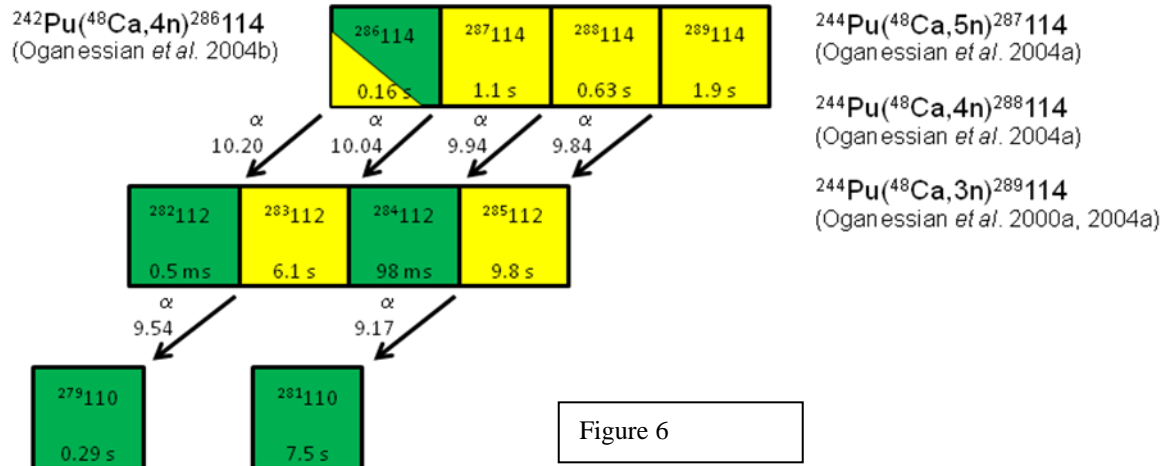 ²⁴²Pu(⁴⁸Ca,4n)²⁸⁶114
(Oganessian et al. 2004b)
²⁸⁶114 ²⁸⁷114 ²⁸⁸114 ²⁸⁹114
0.16 s 1.1 s 0.63 s 1.9 s
²⁴⁴Pu(⁴⁸Ca,5n)²⁸⁷114
(Oganessian et al. 2004a)
²⁴⁴Pu(⁴⁸Ca,4n)²⁸⁸114
(Oganessian et al. 2004a)
²⁴⁴Pu(⁴⁸Ca,3n)²⁸⁹114
(Oganessian et al. 2000a, 2004a)
α α α α
10.20 10.04 9.94 9.84
²⁸²112 ²⁸³112 ²⁸⁴112 ²⁸⁵112
0.5 ms 6.1 s 98 ms 9.8 s
α α
9.54 9.17
²⁷⁹110 ²⁸¹110
0.29 s 7.5 s
Figure 6